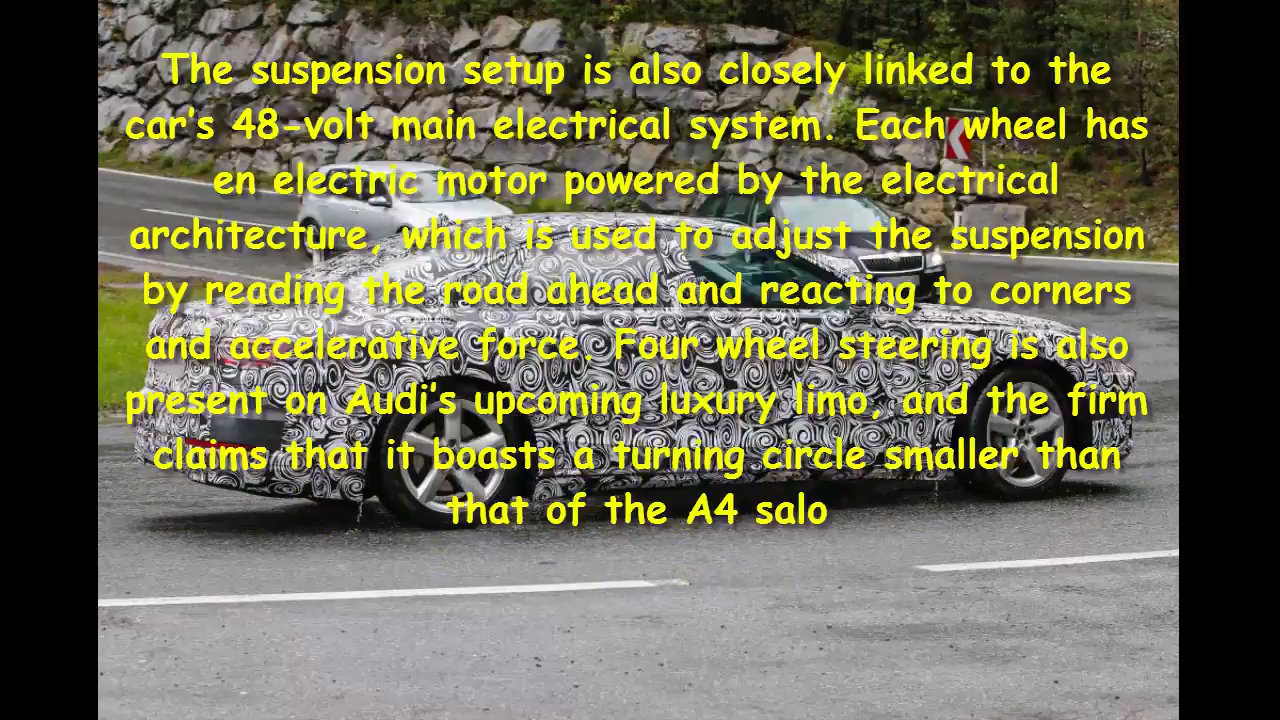 The suspension setup is also closely linked to the
car's 48-volt main electrical system. Each wheel has
en electric motor powered by the electrical
architecture, which is used to adjust the suspension
by reading the road ahead and reacting to corners
and accelerative force. Four wheel steering is also
present on Audi's upcoming luxury limo, and the firm
claims that it boasts a turning circle smaller than
that of the A4 salo